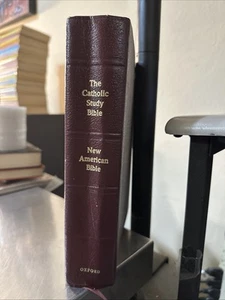 The
Catholic
Study
Bible
New
American
Bible
OXFORD